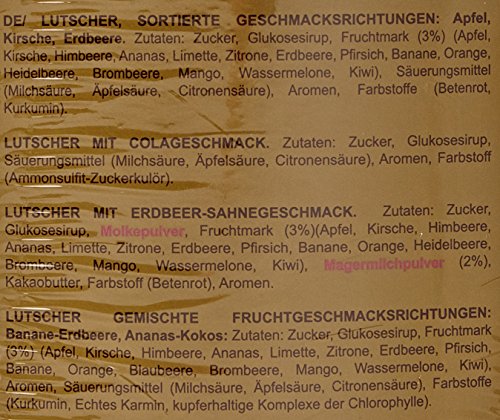 DE/ LUTSCHER, SORTIERTE GESCHMACKSRICHTUNGEN: Apfel,
Kirsche, Erdbeere. Zutaten: Zucker, Glukosesirup, Fruchtmark (3%) (Apfel,
Kirsche, Himbeere, Ananas, Limette, Zitrone, Erdbeere, Pfirsich, Banane, Orange,
Heidelbeere, Brombeere, Mango, Wassermelone, Kiwi), Säuerungsmittel
(Milchsäure, Äpfelsäure, Citronensäure), Aromen, Farbstoffe (Betenrot,
Kurkumin).
LUTSCHER MIT COLAGESCHMACK. Zutaten: Zucker, Glukosesirup,
Säuerungsmittel (Milchsäure, Äpfelsäure, Citronensäure), Aromen, Farbstoff
(Ammonsulfit-Zuckerkulör).
LUTSCHER MIT ERDBEER-SAHNEGESCHMACK. Zutaten: Zucker,
Glukosesirup, Molkepulver, Fruchtmark (3%)(Apfel, Kirsche, Himbeere,
Ananas, Limette, Zitrone, Erdbeere, Pfirsich, Banane, Orange, Heidelbeere,
Brombeere, Mango, Wassermelone, Kiwi), Magermilchpulver (2%),
Kakaobutter, Farbstoff (Betenrot), Aromen.
LUTSCHER GEMISCHTE FRUCHTGESCHMACKSRICHTUNGEN:
Banane-Erdbeere, Ananas-Kokos: Zutaten: Zucker, Glukosesirup, Fruchtmark
(3%) (Apfel, Kirsche, Himbeere, Ananas, Limette, Zitrone, Erdbeere, Pfirsich,
Banane, Orange, Blaubeere, Brombeere, Mango, Wassermelone, Kiwi),
Aromen, Säuerungsmittel (Milchsäure, Äpfelsäure, Citronensäure), Farbstoffe
(Kurkumin, Echtes Karmin, kupferhaltige Komplexe der Chlorophylle).